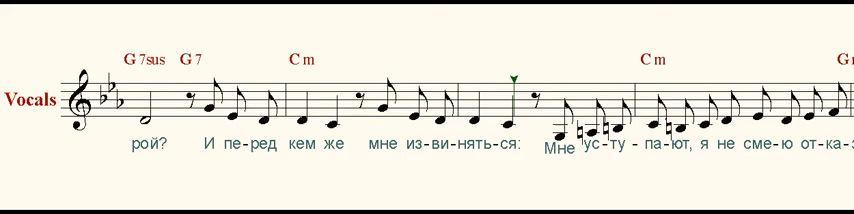 G7sus G7 Cm Cm
Vocals
рой? И пе-ред кем же мне из-ви-нять-ся: Мне ус-ту-па-ют, я не сме-ю от-ка-